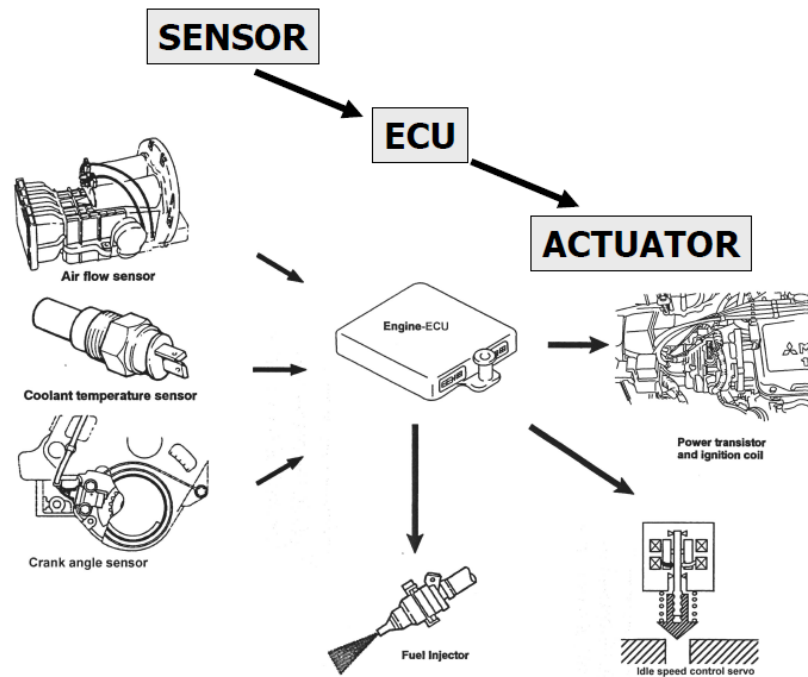 SENSOR
ECU
ACTUATOR
Air flow sensor
Engine-ECU
Coolant temperature sensor
Power transistor
and ignition coil
Crank angle sensor
Fuel Injector
Idle speed control servo